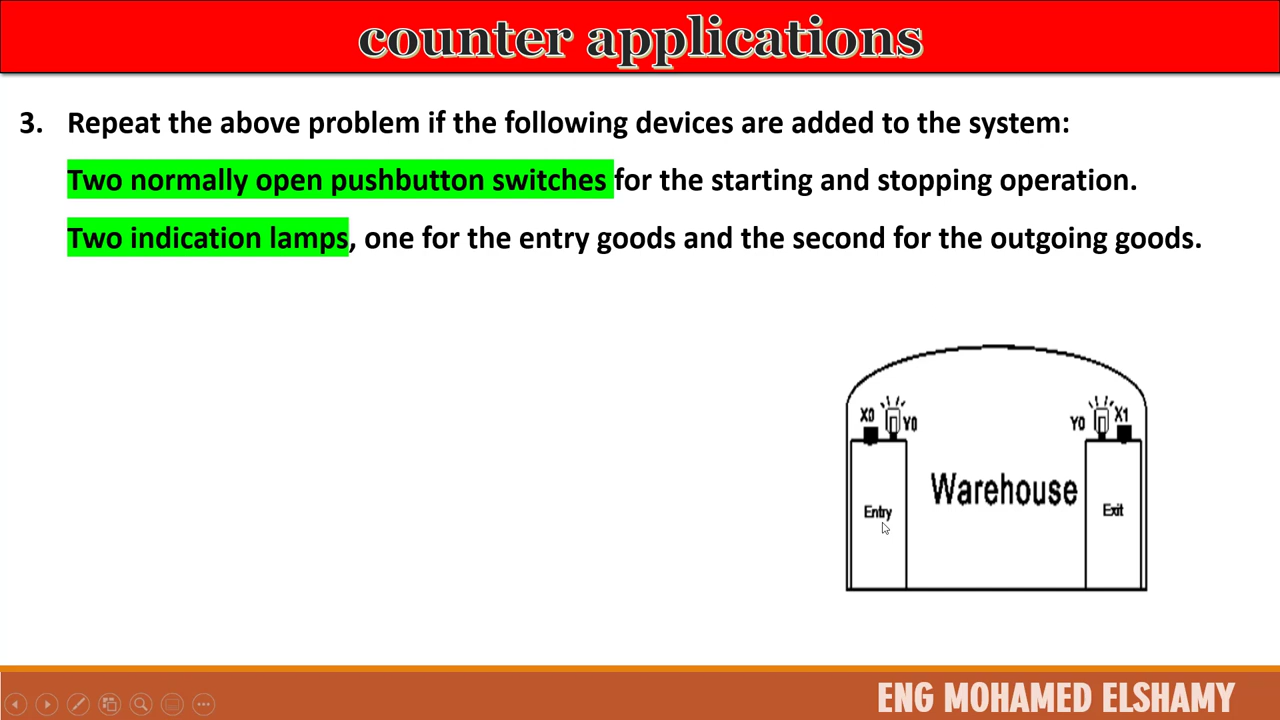 counter applications
3. Repeat the above problem if the following devices are added to the system:
Two normally open pushbutton switches for the starting and stopping operation.
Two indication lamps, one for the entry goods and the second for the outgoing goods.
X0 Y0 Y0 X1
Warehouse
Entry Exit
ENG MOHAMED ELSHAMY